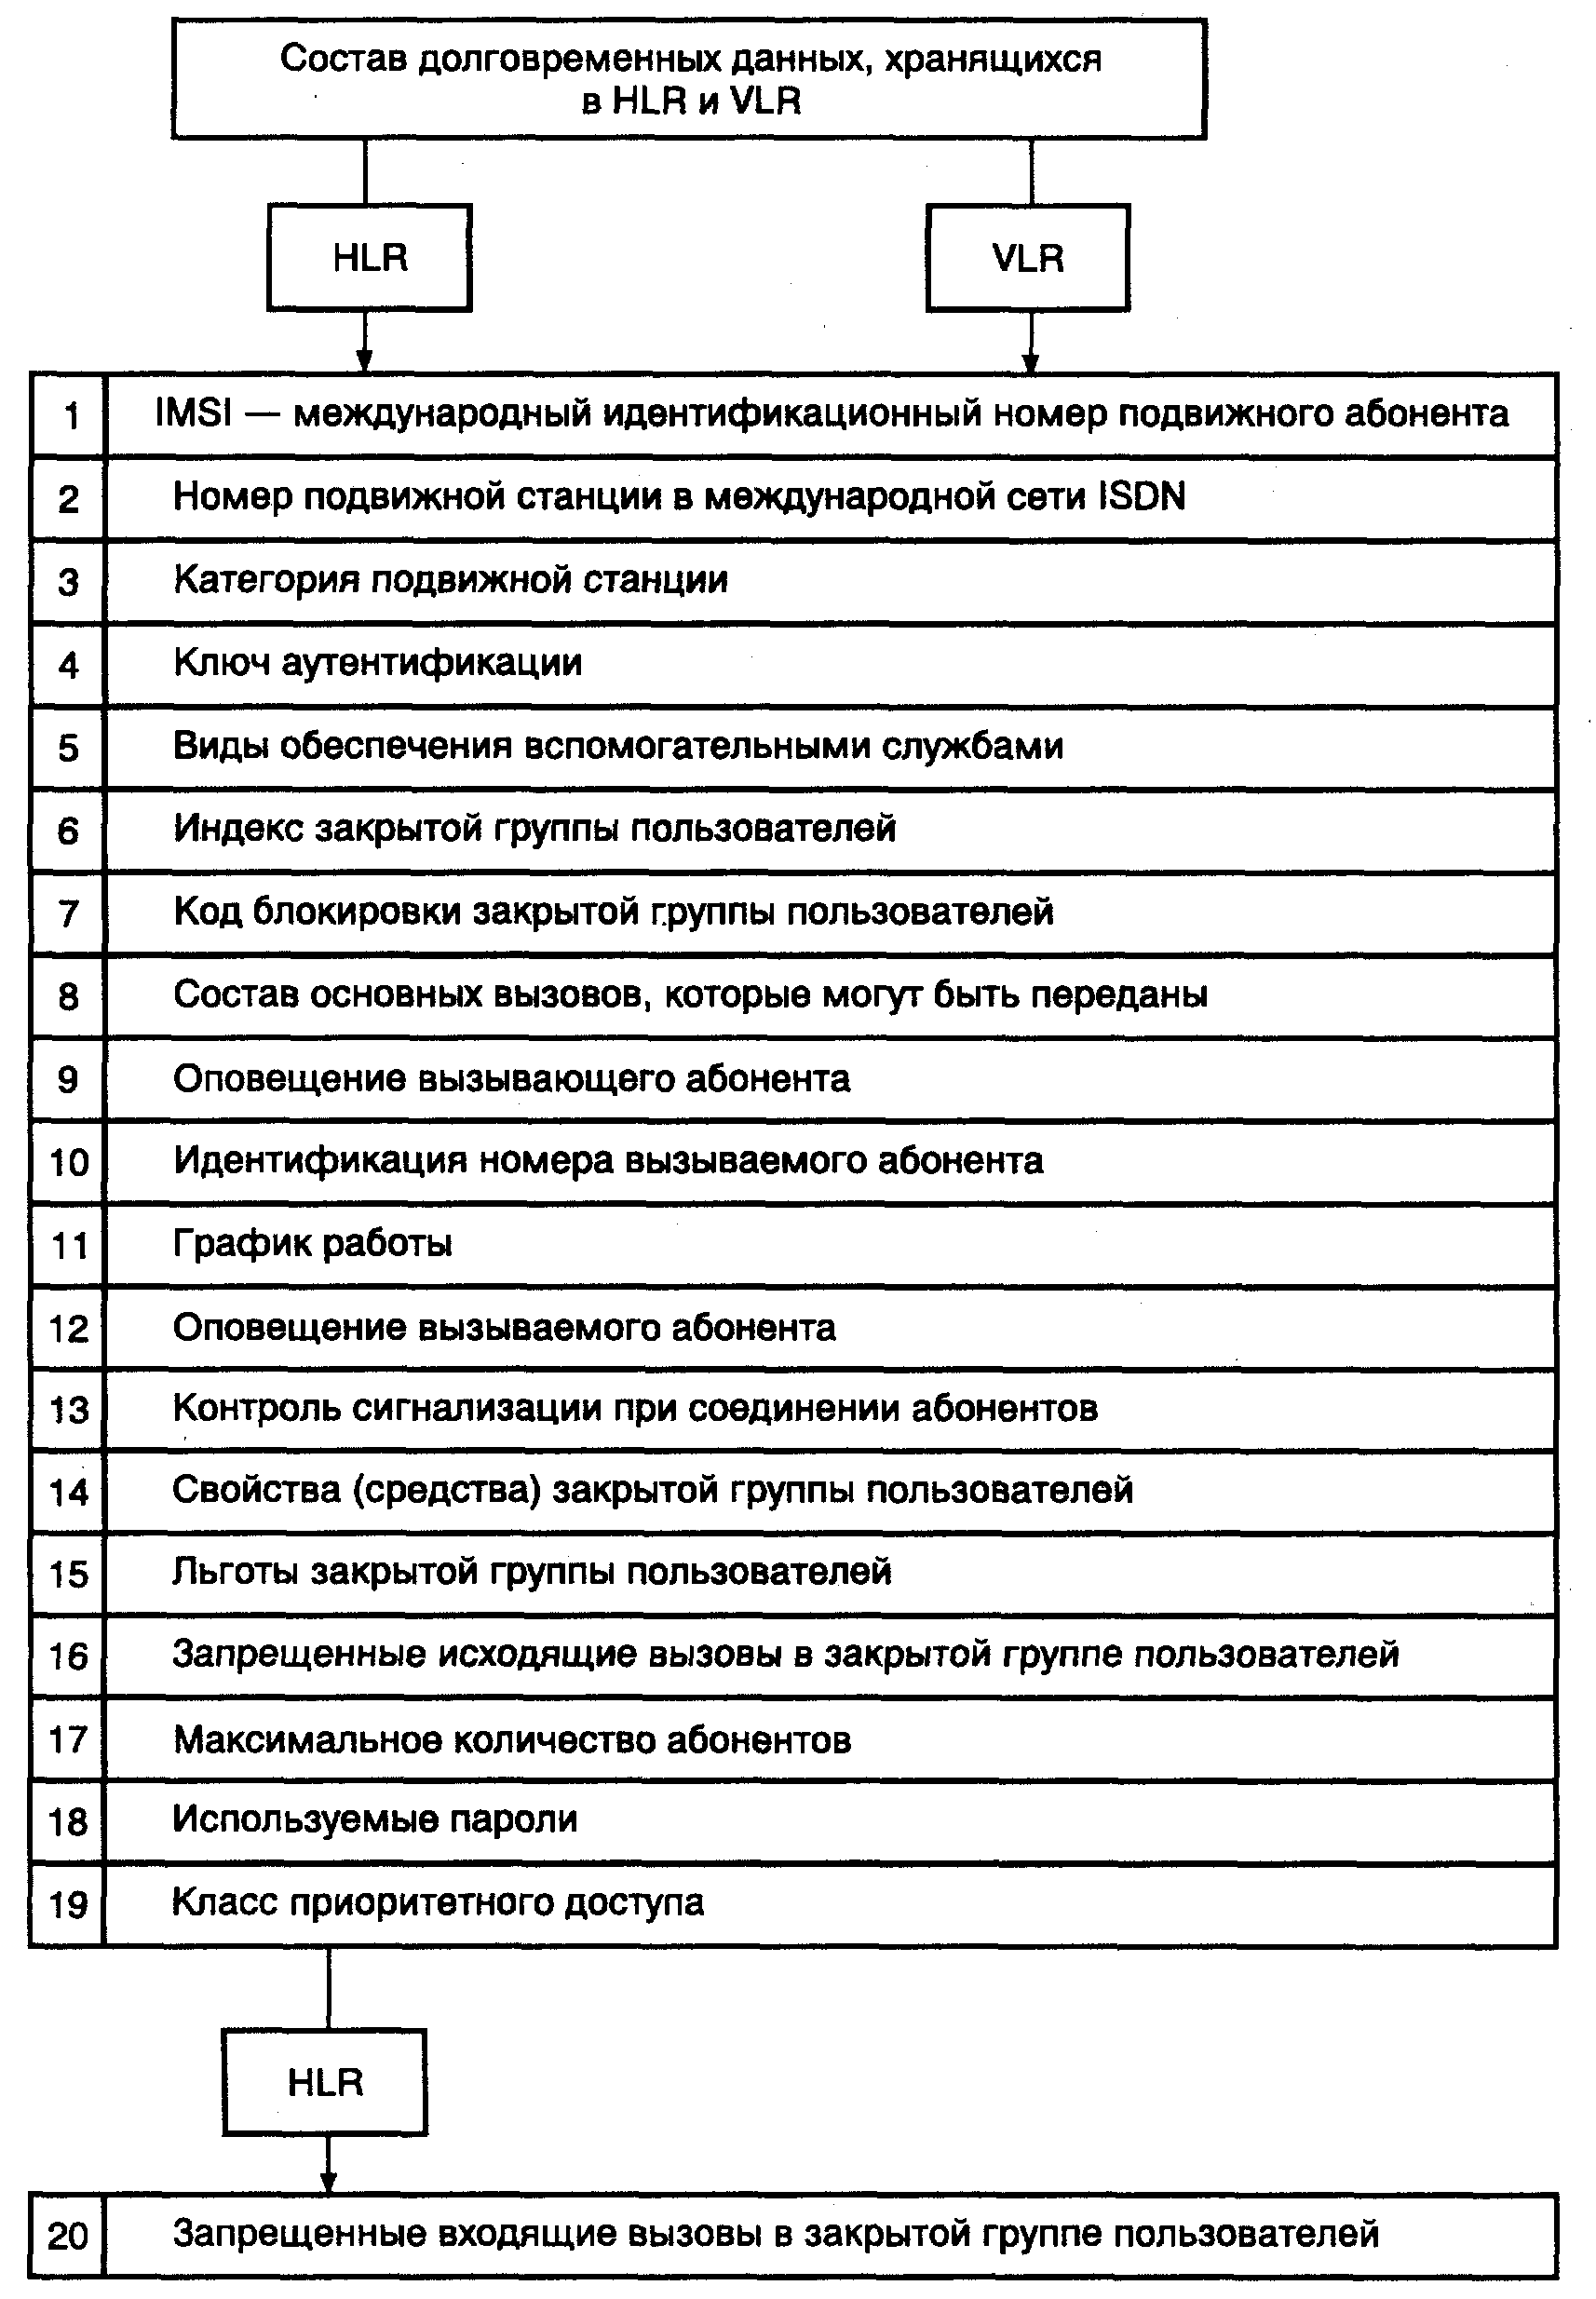 Состав долговременных данных, хранящихся
в HLR и VLR
HLR
VLR
1 IMSI — международный идентификационный номер подвижного абонента
2 Номер подвижной станции в международной сети ISDN
3 Категория подвижной станции
4 Ключ аутентификации
5 Виды обеспечения вспомогательными службами
6 Индекс закрытой группы пользователей
7 Код блокировки закрытой группы пользователей
8 Состав основных вызовов, которые могут быть переданы
9 Оповещение вызывающего абонента
10 Идентификация номера вызываемого абонента
11 График работы
12 Оповещение вызываемого абонента
13 Контроль сигнализации при соединении абонентов
14 Свойства (средства) закрытой группы пользователей
15 Льготы закрытой группы пользователей
16 Запрещенные исходящие вызовы в закрытой группе пользователей
17 Максимальное количество абонентов
18 Используемые пароли
19 Класс приоритетного доступа
HLR
20 Запрещенные входящие вызовы в закрытой группе пользователей